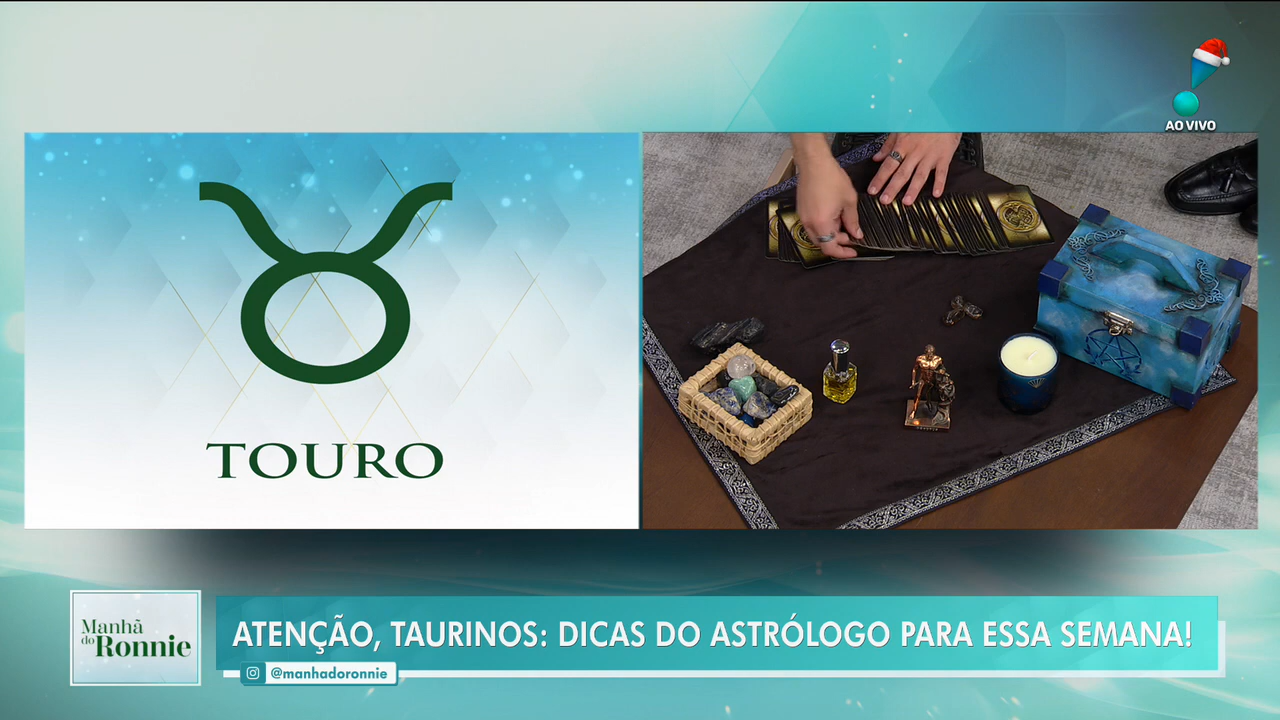 AO VIVO
TOURO
Manhã
do Ronnie
ATENÇÃO, TAURINOS: DICAS DO ASTRÓLOGO PARA ESSA SEMANA!
@manhadoronnie